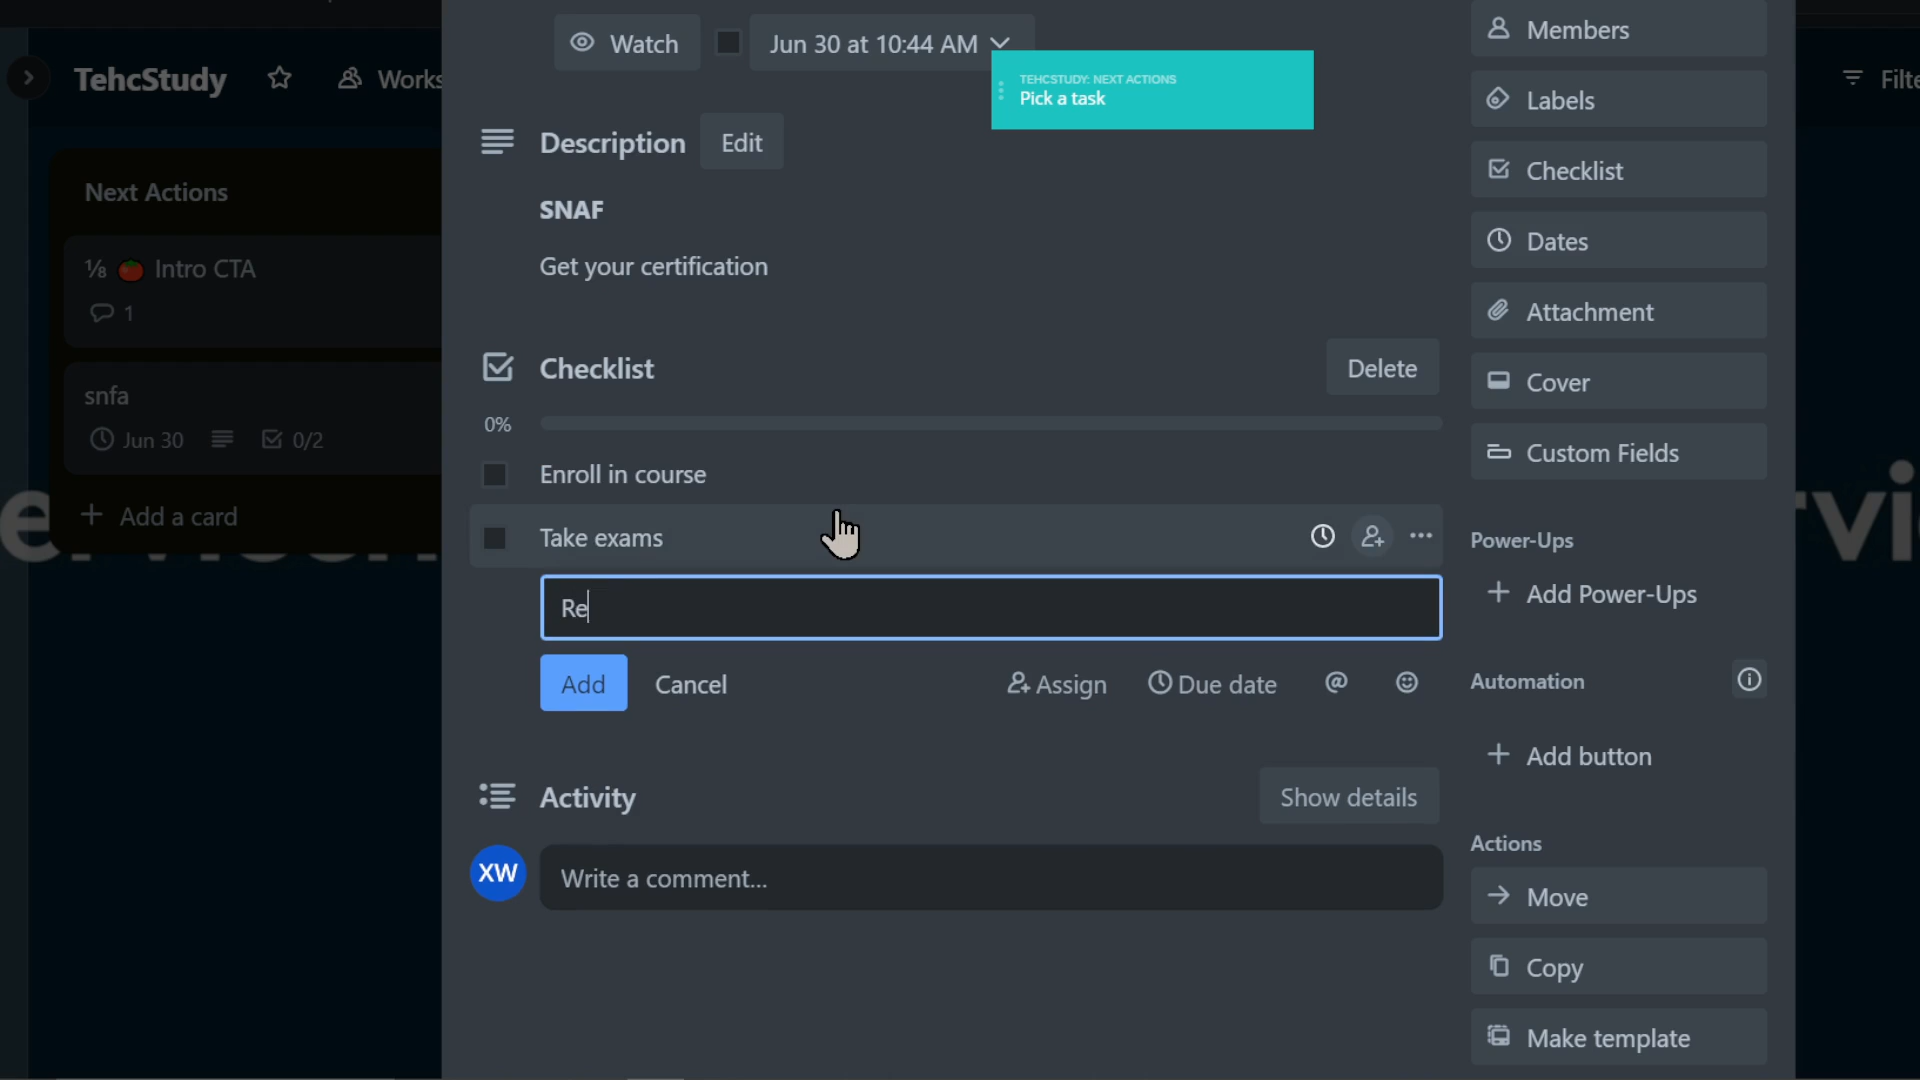 Watch
Jun 30 at 10:44 AM
Members
TehcStudy
Works
TEHCSTUDY: NEXT ACTIONS
Pick a task
Filte
Labels
Description
Edit
Checklist
Next Actions
SNAF
Dates
⅛ 🍅 Intro CTA
Get your certification
1
Attachment
Checklist
Delete
Cover
snfa
0%
Jun 30
0/2
Custom Fields
Enroll in course
Add a card
Take exams
Power-Ups
Re
Add Power-Ups
Add
Cancel
Assign
Due date
@
Automation
Add button
Activity
Show details
Actions
XW
Write a comment...
Move
Copy
Make template